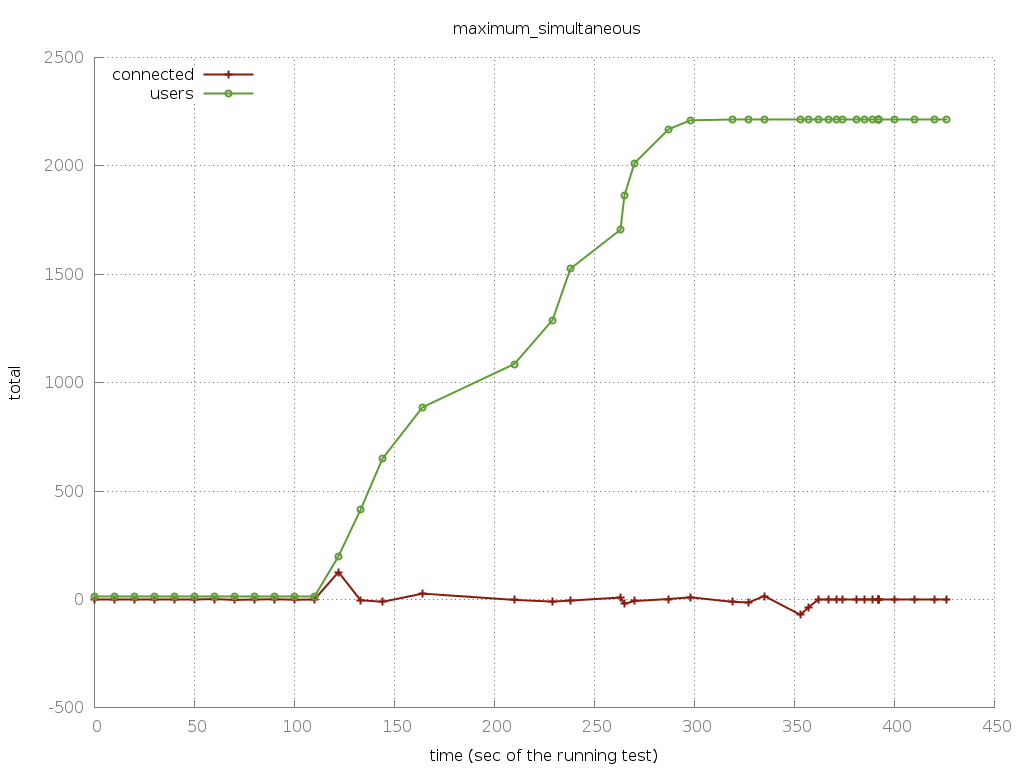 maximum_simultaneous
2500
connected
users
2000
1500
total
1000
500
0
-500
0 50 100 150 200 250 300 350 400 450
time (sec of the running test)